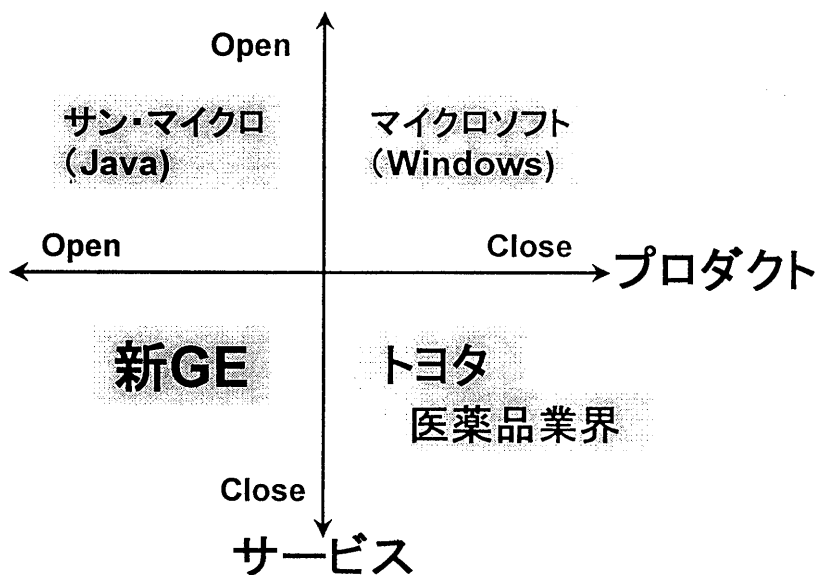 Open
サン・マイクロ
(Java)
マイクロソフト
(Windows)
Open
Close
プロダクト
新GE
トヨタ
医薬品業界
Close
サービス